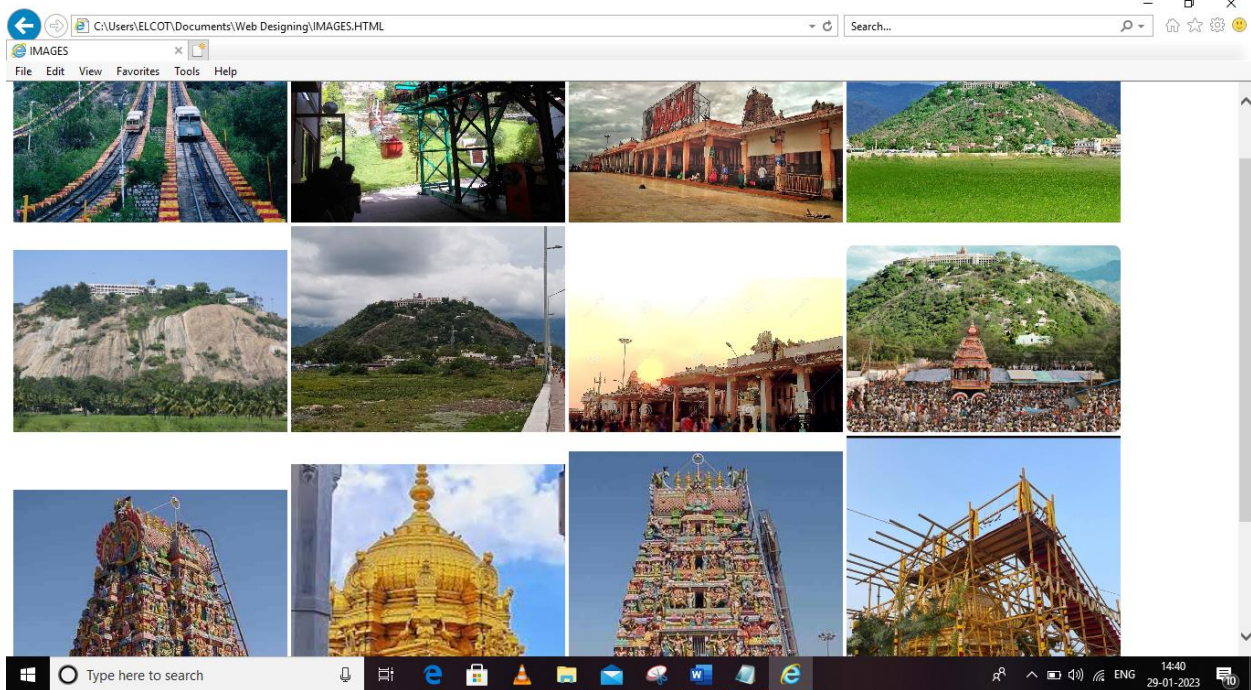 C:\Users\ELCOT\Documents\Web Designing\IMAGES.HTML
Search...
IMAGES
File Edit View Favorites Tools Help
Type here to search
ENG
14:40
29-01-2023
10